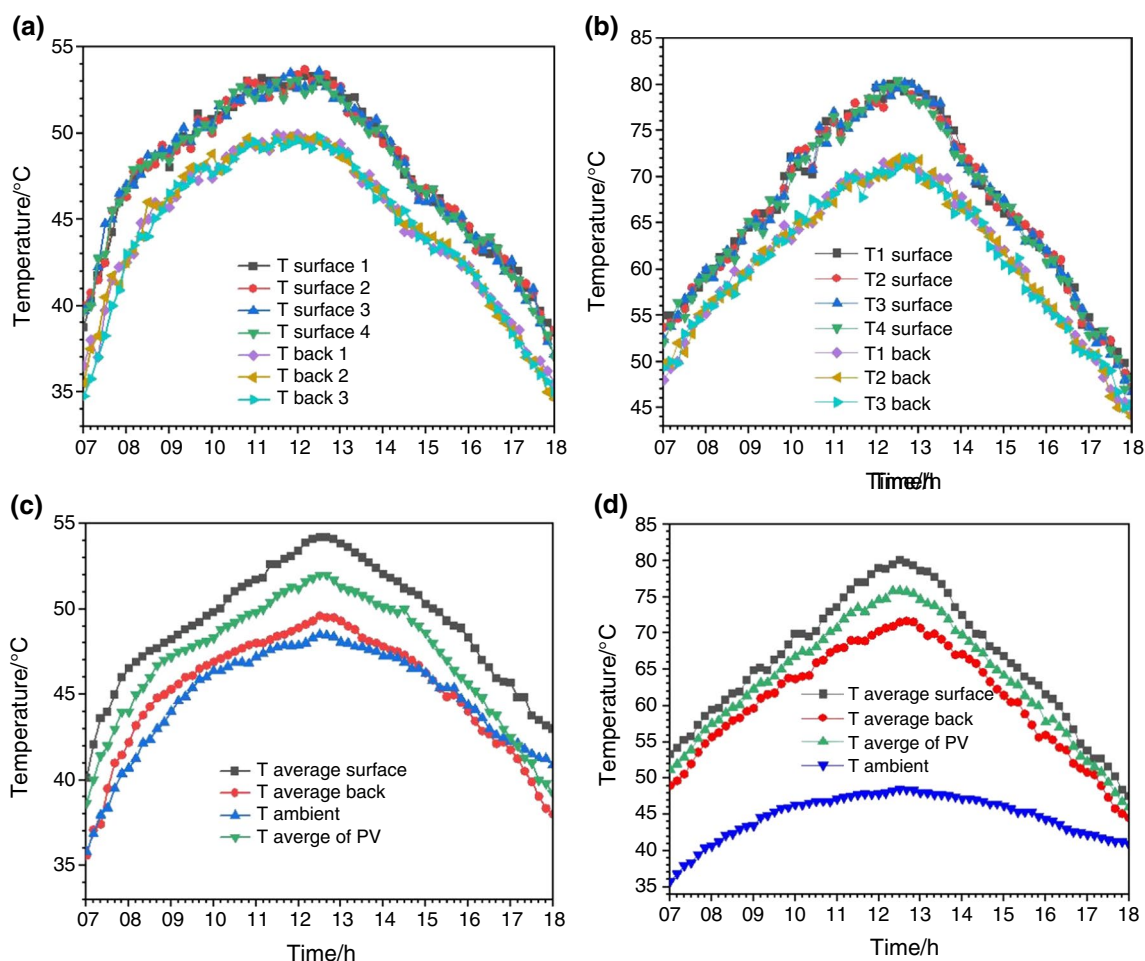 (a)
55
50
45
40
35
Temperature/°C
T surface 1
T surface 2
T surface 3
T surface 4
T back 1
T back 2
T back 3
07 08 09 10 11 12 13 14 15 16 17 18
(b)
85
80
75
70
65
60
55
50
45
Temperature/°C
T1 surface
T2 surface
T3 surface
T4 surface
T1 back
T2 back
T3 back
07 08 09 10 11 12 13 14 15 16 17 18
Time/h
(c)
55
50
45
40
35
Temperature/°C
T average surface
T average back
T ambient
T averge of PV
07 08 09 10 11 12 13 14 15 16 17 18
Time/h
(d)
85
80
75
70
65
60
53
50
45
40
34
Temperature/°C
T average surface
T average back
T averge of PV
T ambient
07 08 09 10 11 12 13 14 15 16 17 18
Time/h